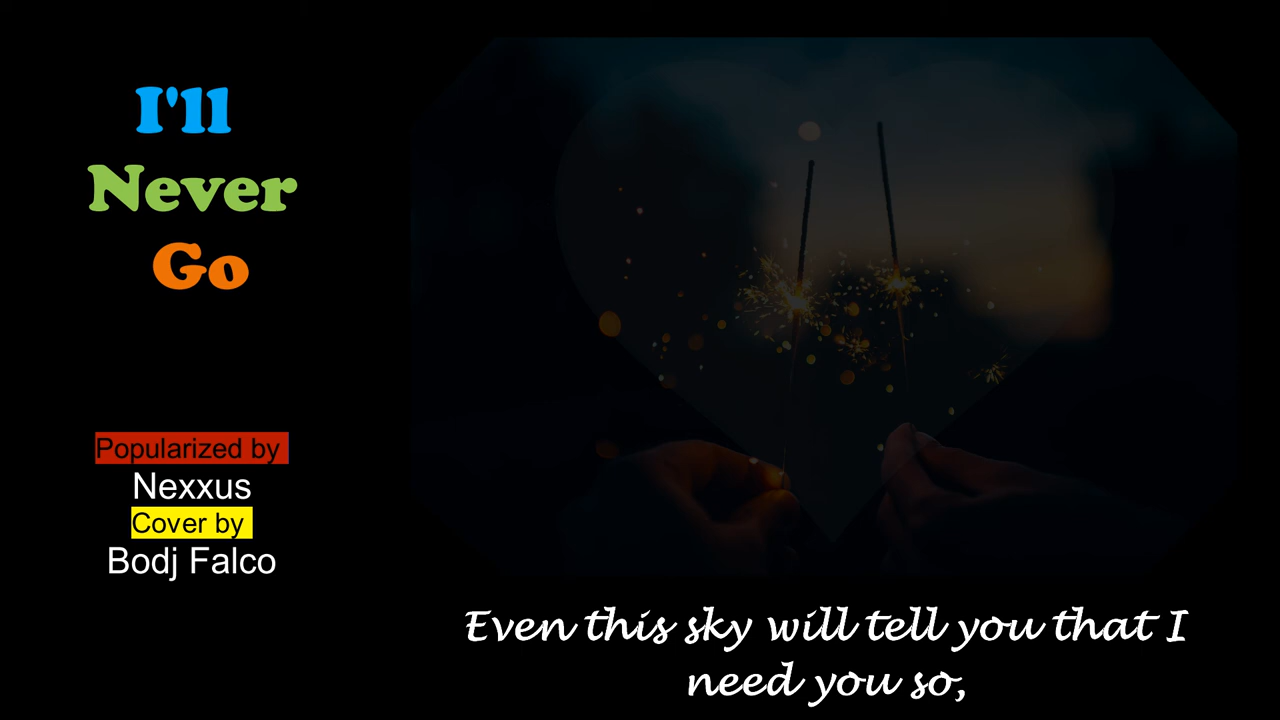 I'll
Never
Go
Popularized by
Nexxus
Cover by
Bodj Falco
Even this sky will tell you that I
need you so,